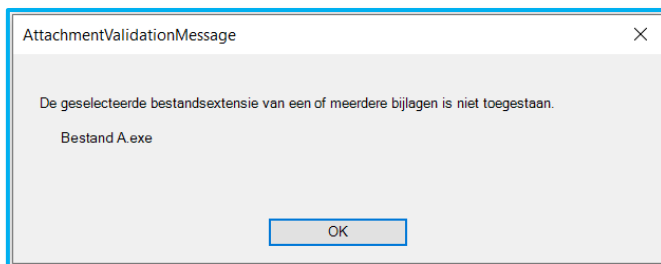 AttachmentValidationMessage
De geselecteerde bestandsextensie van een of meerdere bijlagen is niet toegestaan.
Bestand A.exe
OK